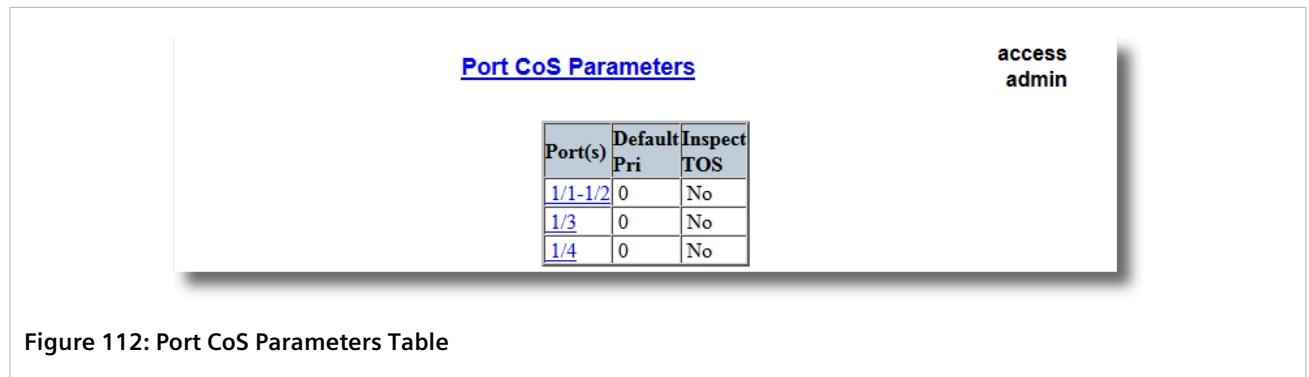 Port CoS Parameters
access
admin
Port(s) Default Pri Inspect TOS
1/1-1/2 0 No
1/3 0 No
1/4 0 No
Figure 112: Port CoS Parameters Table